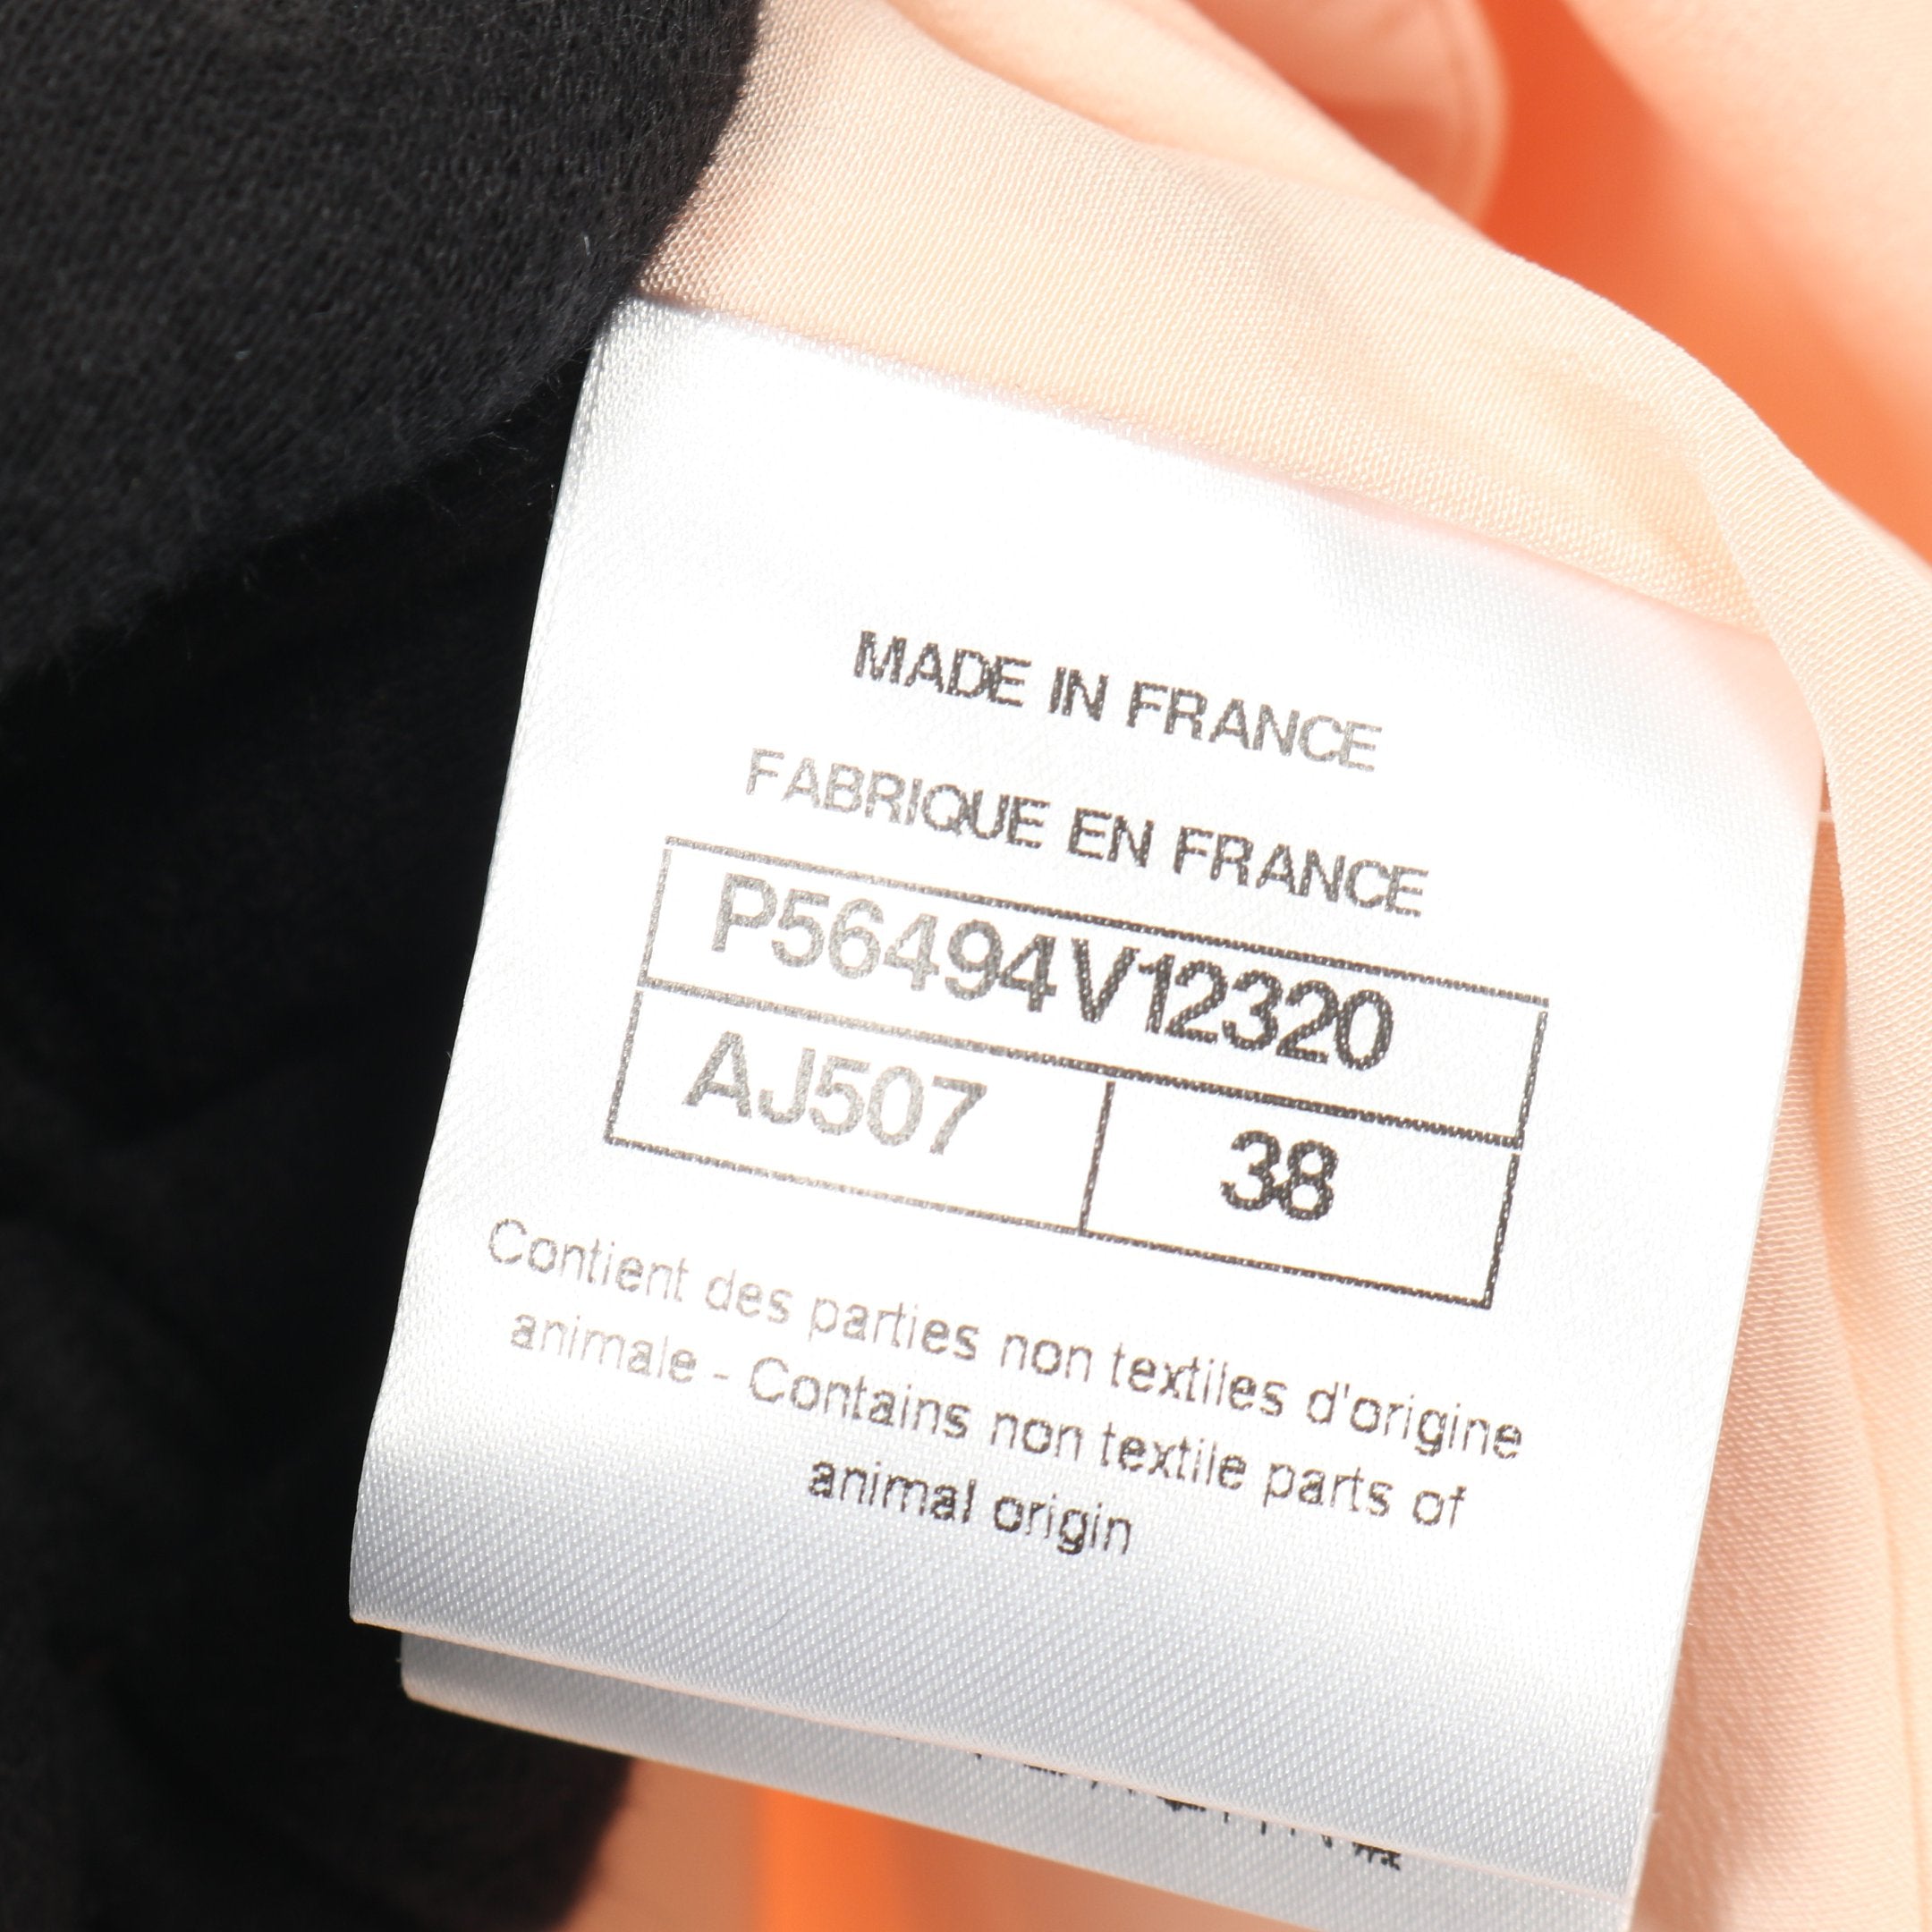 MADE IN FRANCE
FABRIQUE EN FRANCE
P56494V12320
AJ507 38
Contient des parties non textiles d'origine
animale - Contains non textile parts of
animal origin